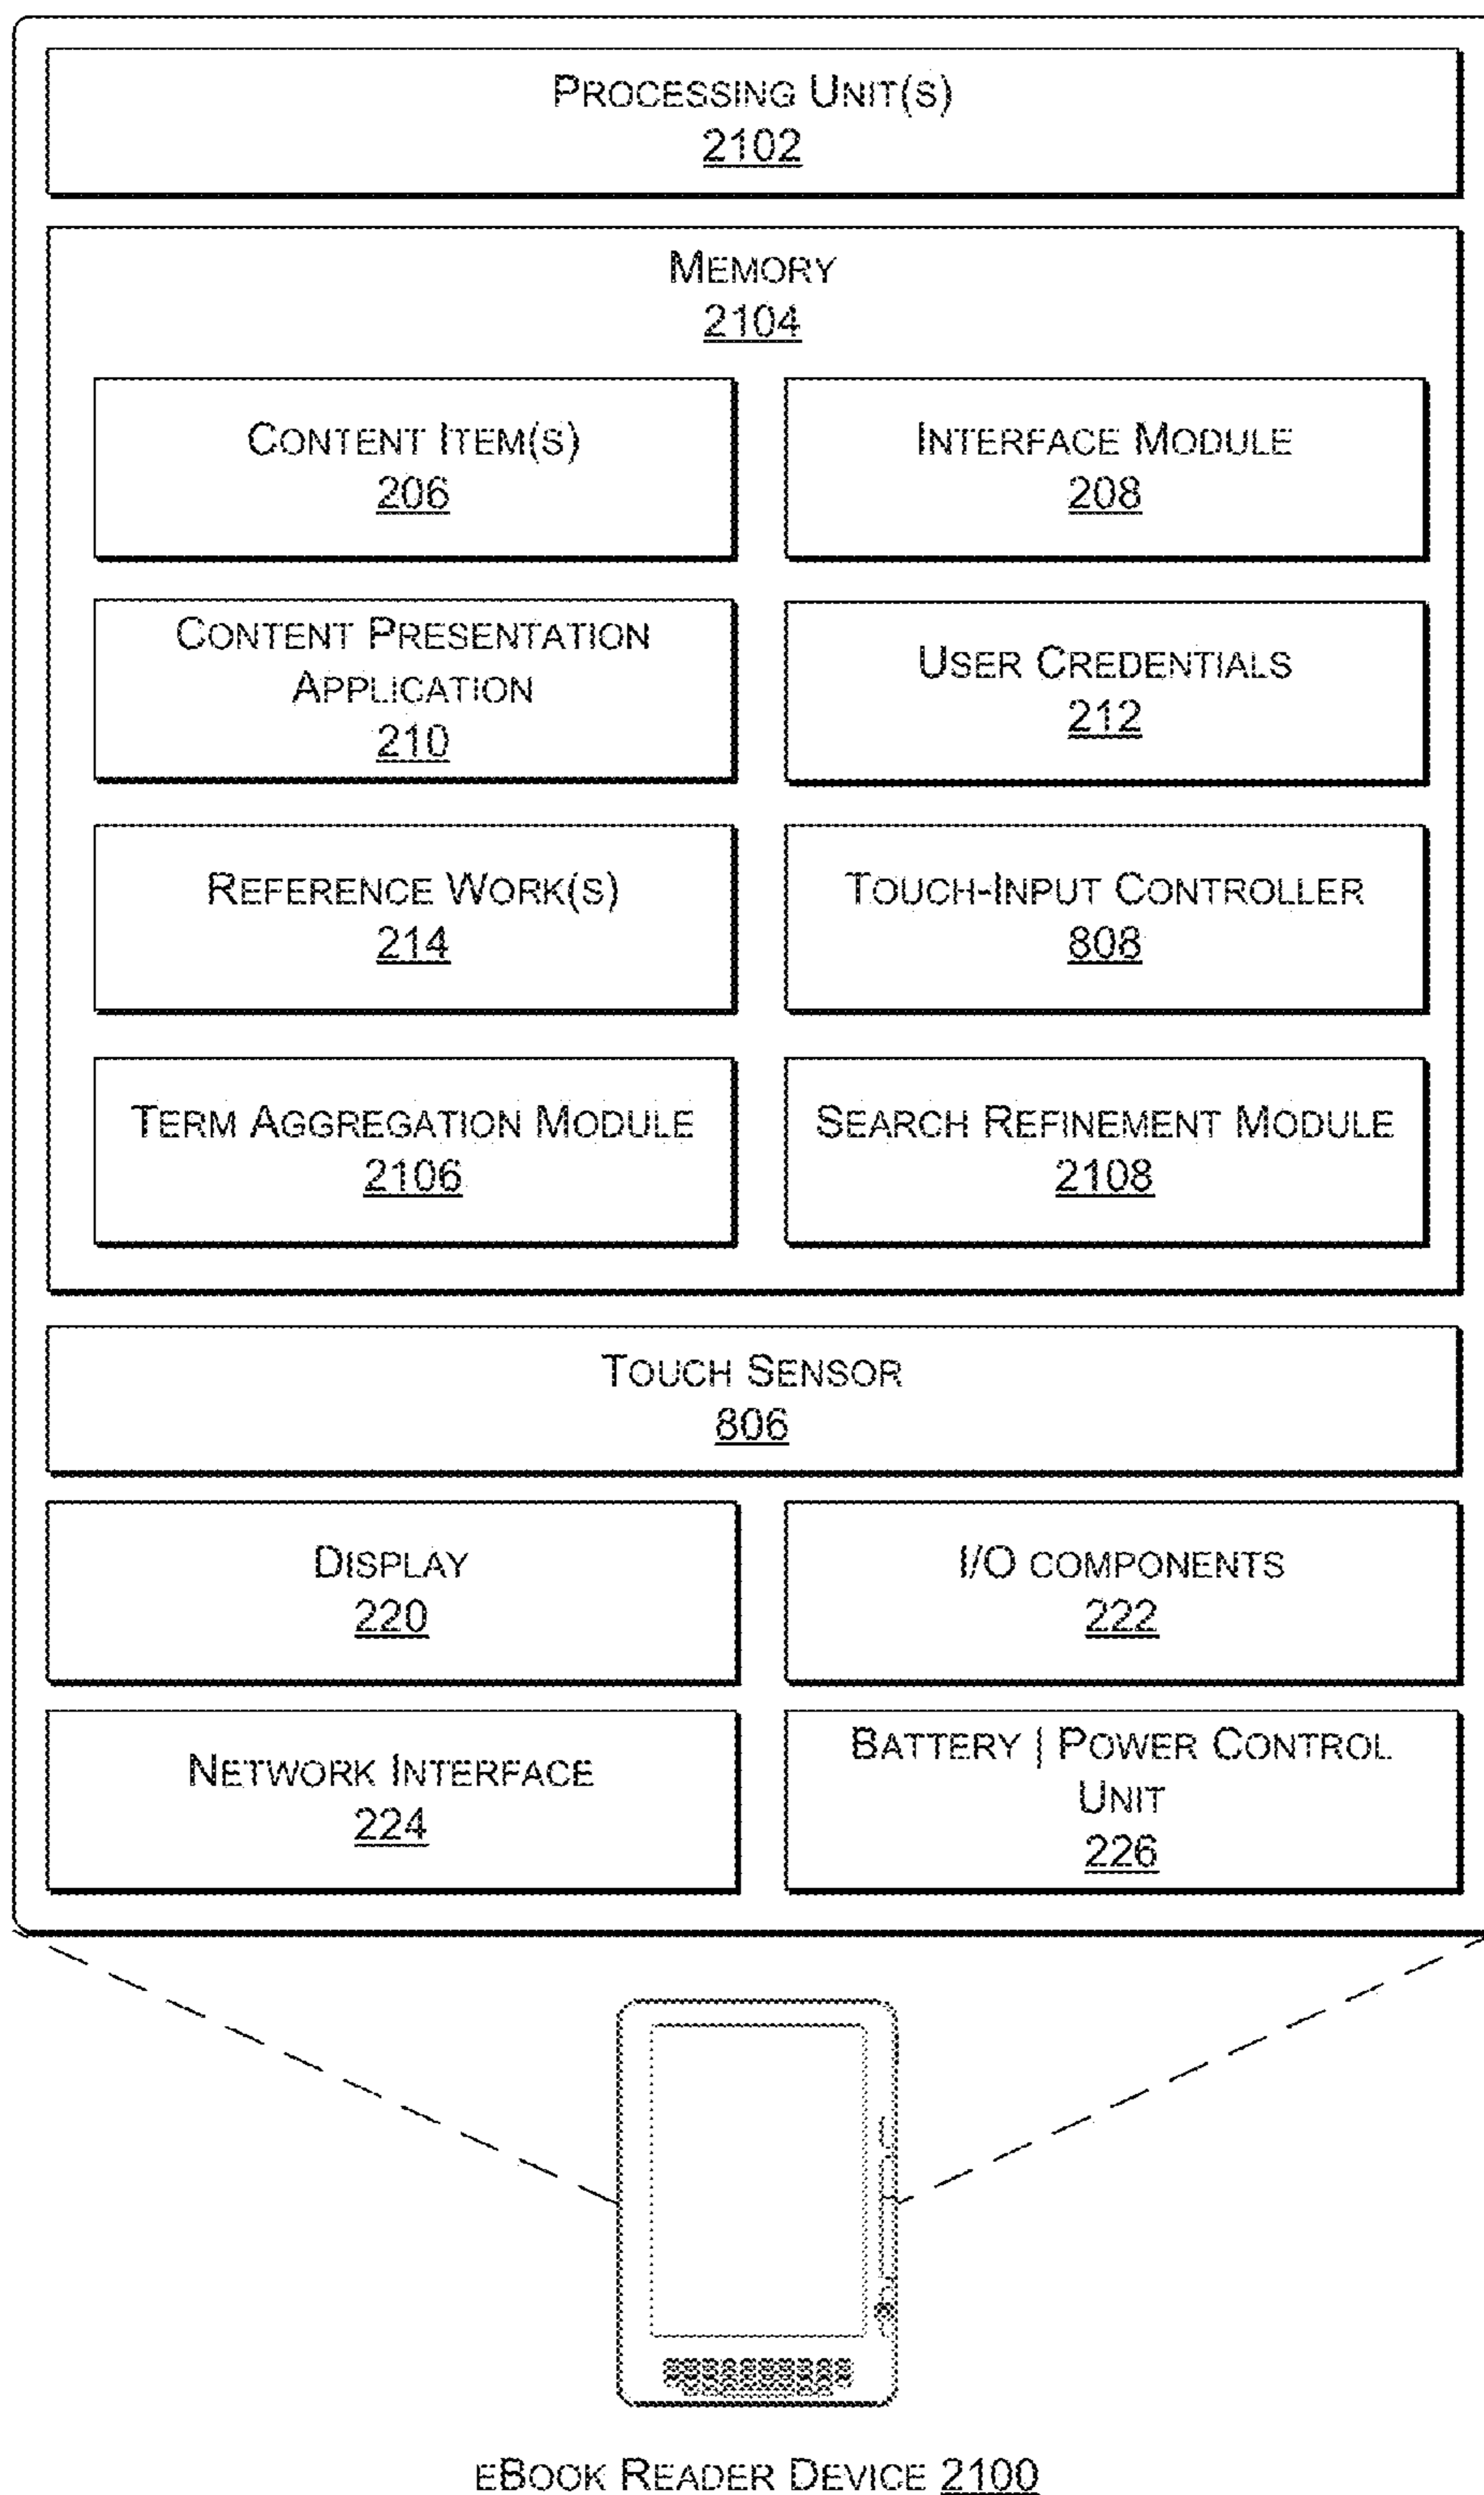 PROCESSING UNIT(S)
2102
MEMORY
2104
CONTENT ITEM(S)
206
INTERFACE MODULE
208
CONTENT PRESENTATION
APPLICATION
210
USER CREDENTIALS
212
REFERENCE WORK(S)
214
TOUCH-INPUT CONTROLLER
808
TERM AGGREGATION MODULE
2106
SEARCH REFINEMENT MODULE
2108
TOUCH SENSOR
806
DISPLAY
220
I/O COMPONENTS
222
NETWORK INTERFACE
224
BATTERY | POWER CONTROL
UNIT
226
EBOOK READER DEVICE 2100